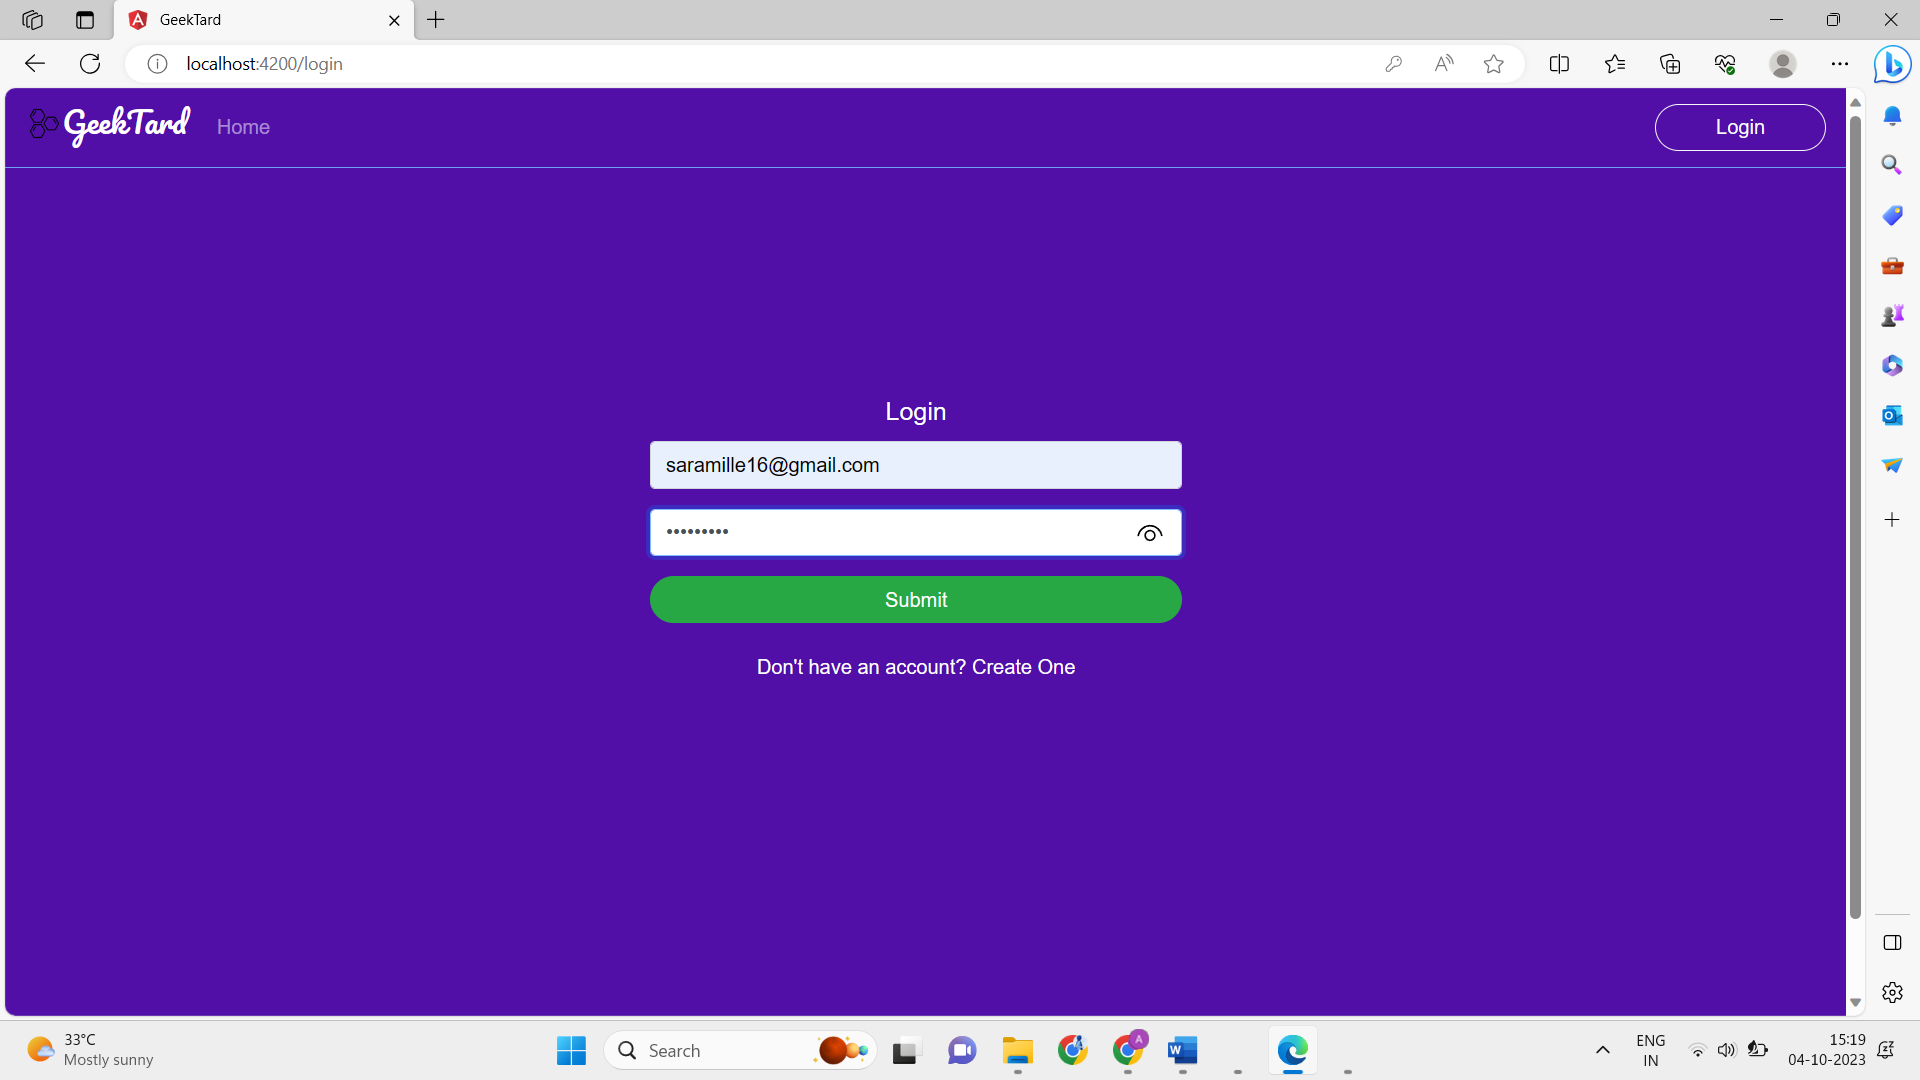 GeekTard
localhost:4200/login
GeekTard
Home
Login
Login
saramille16@gmail.com
•••••••••
Submit
Don't have an account? Create One
33°C
Mostly sunny
Search
A
W
ENG
IN
15:19
04-10-2023